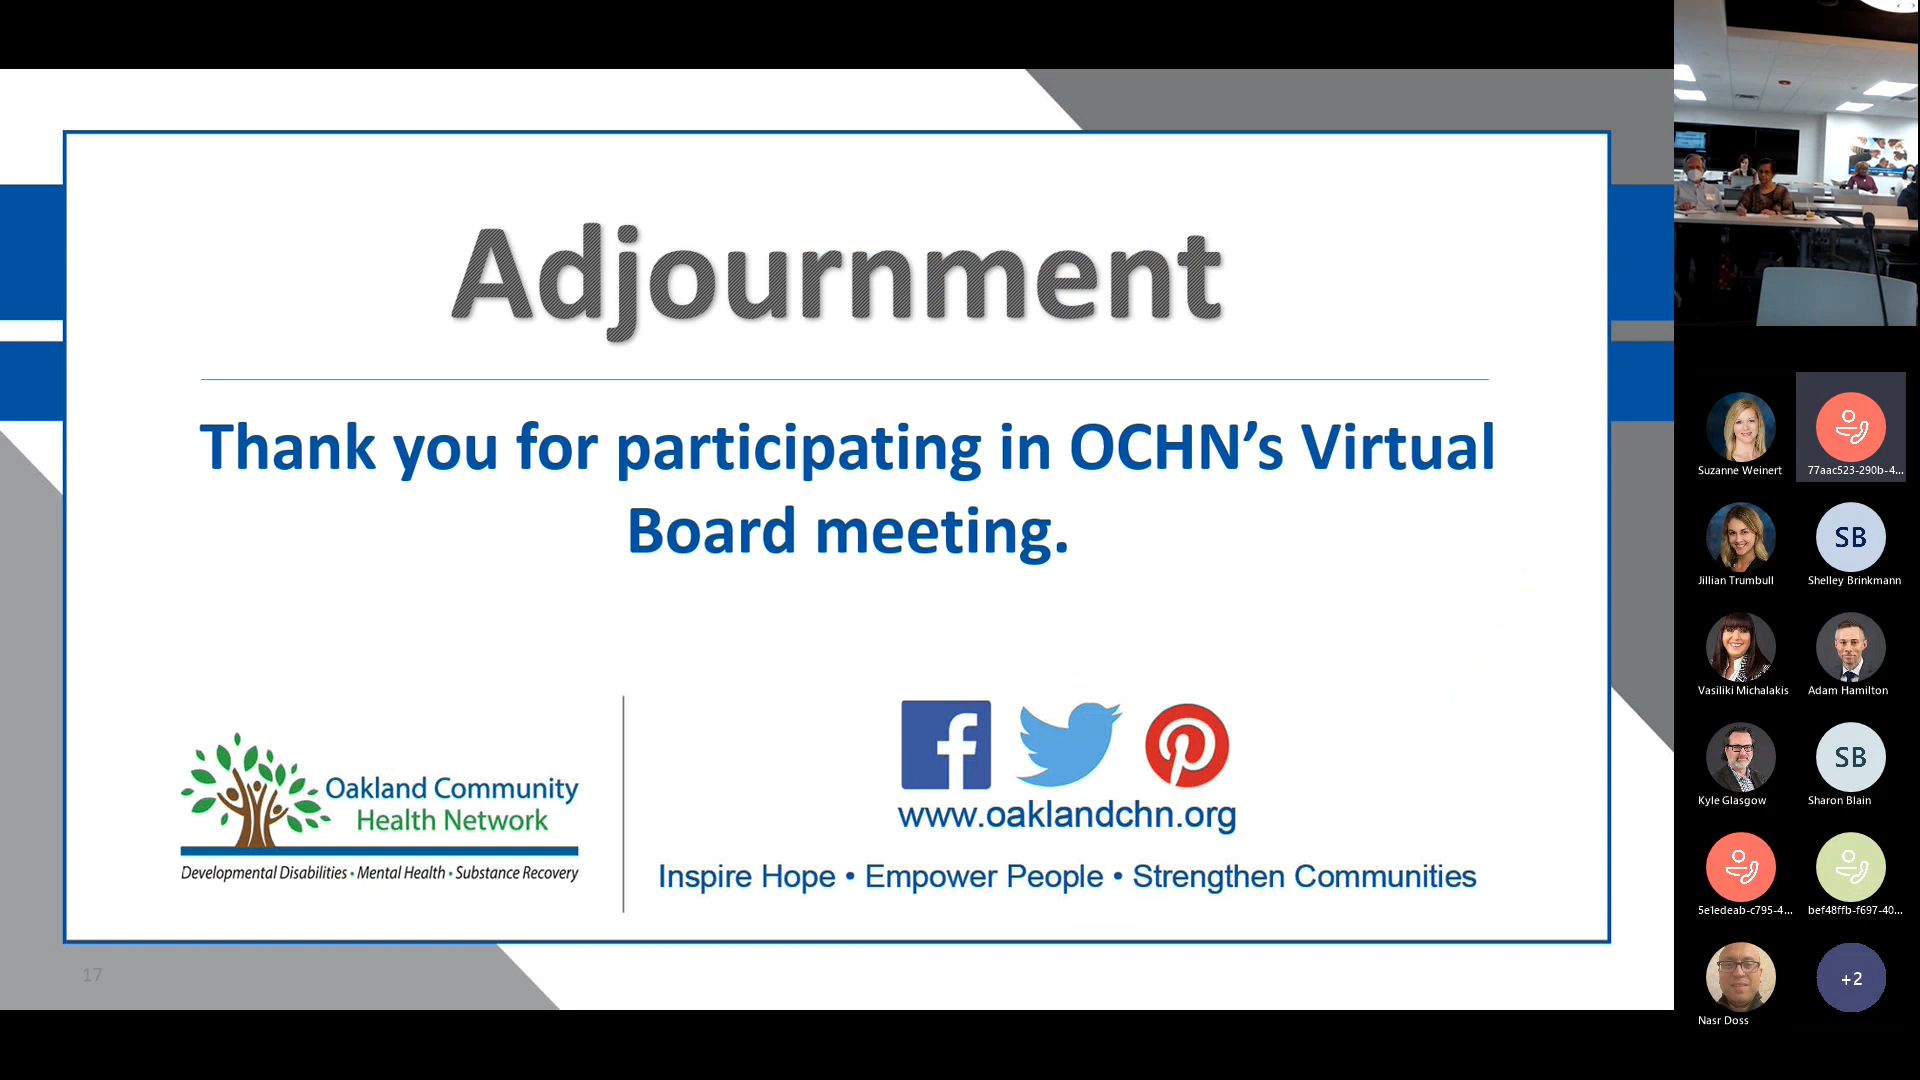 Adjournment
Thank you for participating in OCHN’s Virtual
Board meeting.
Oakland Community
Health Network
Developmental Disabilities • Mental Health • Substance Recovery
www.oaklandchn.org
Inspire Hope • Empower People • Strengthen Communities
17
Suzanne Weinert
77aac523-290b-4...
Jillian Trumbull
SB
Shelley Brinkmann
Vasiliki Michalakis
Adam Hamilton
Kyle Glasgow
SB
Sharon Blain
5e1edeab-c795-4...
bef48ffb-f697-40...
Nasr Doss
+2